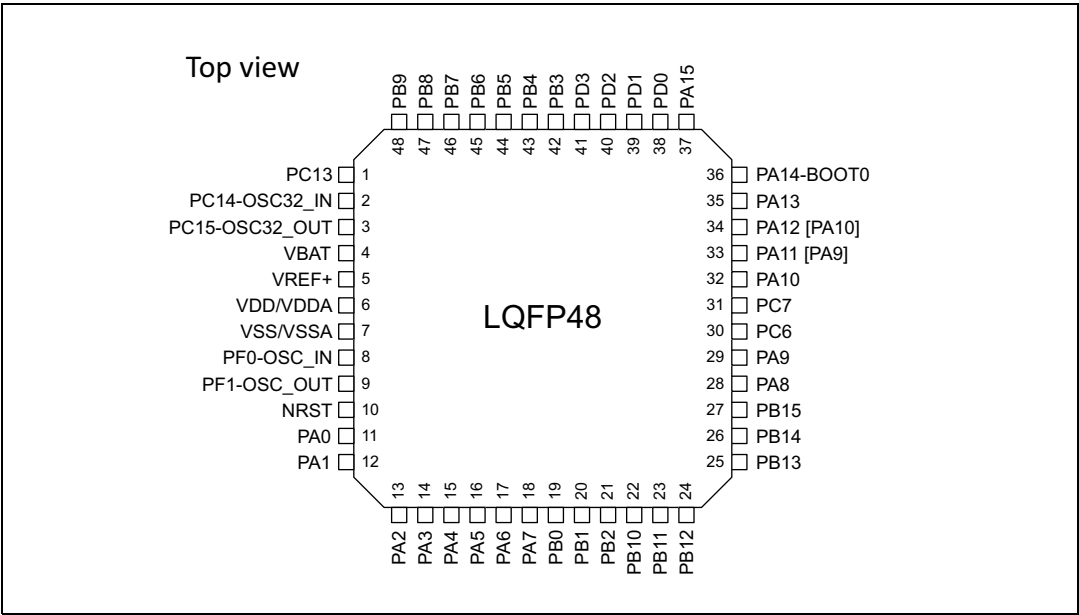 Top view
PB9
PB8
PB7
PB6
PB5
PB4
PB3
PD3
PD2
PD1
PD0
PA15
48
47
46
45
44
43
42
41
40
39
38
37
PC13 1
PC14-OSC32_IN 2
PC15-OSC32_OUT 3
VBAT 4
VREF+ 5
VDD/VDDA 6
VSS/VSSA 7
PF0-OSC_IN 8
PF1-OSC_OUT 9
NRST 10
PA0 11
PA1 12
LQFP48
36 PA14-BOOT0
35 PA13
34 PA12 [PA10]
33 PA11 [PA9]
32 PA10
31 PC7
30 PC6
29 PA9
28 PA8
27 PB15
26 PB14
25 PB13
13
14
15
16
17
18
19
20
21
22
23
24
PA2
PA3
PA4
PA5
PA6
PA7
PB0
PB1
PB2
PB10
PB11
PB12